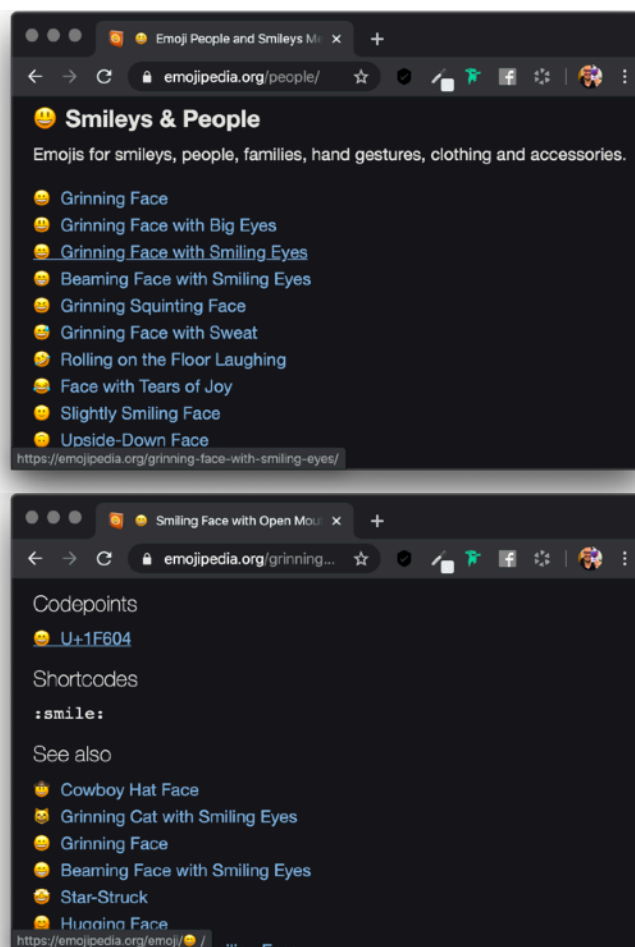 Emoji People and Smileys M
emojipedia.org/people/
😃 Smileys & People
Emojis for smileys, people, families, hand gestures, clothing and accessories.
😀 Grinning Face
😃 Grinning Face with Big Eyes
😄 Grinning Face with Smiling Eyes
😁 Beaming Face with Smiling Eyes
😆 Grinning Squinting Face
😅 Grinning Face with Sweat
🤣 Rolling on the Floor Laughing
😂 Face with Tears of Joy
🙂 Slightly Smiling Face
🙃 Upside-Down Face
https://emojipedia.org/grinning-face-with-smiling-eyes/
Smiling Face with Open Mou
emojipedia.org/grinning...
Codepoints
😄 U+1F604
Shortcodes
:smile:
See also
🤠 Cowboy Hat Face
😸 Grinning Cat with Smiling Eyes
😀 Grinning Face
😁 Beaming Face with Smiling Eyes
🤩 Star-Struck
🤗 Hugging Face
https://emojipedia.org/emoji/😄/